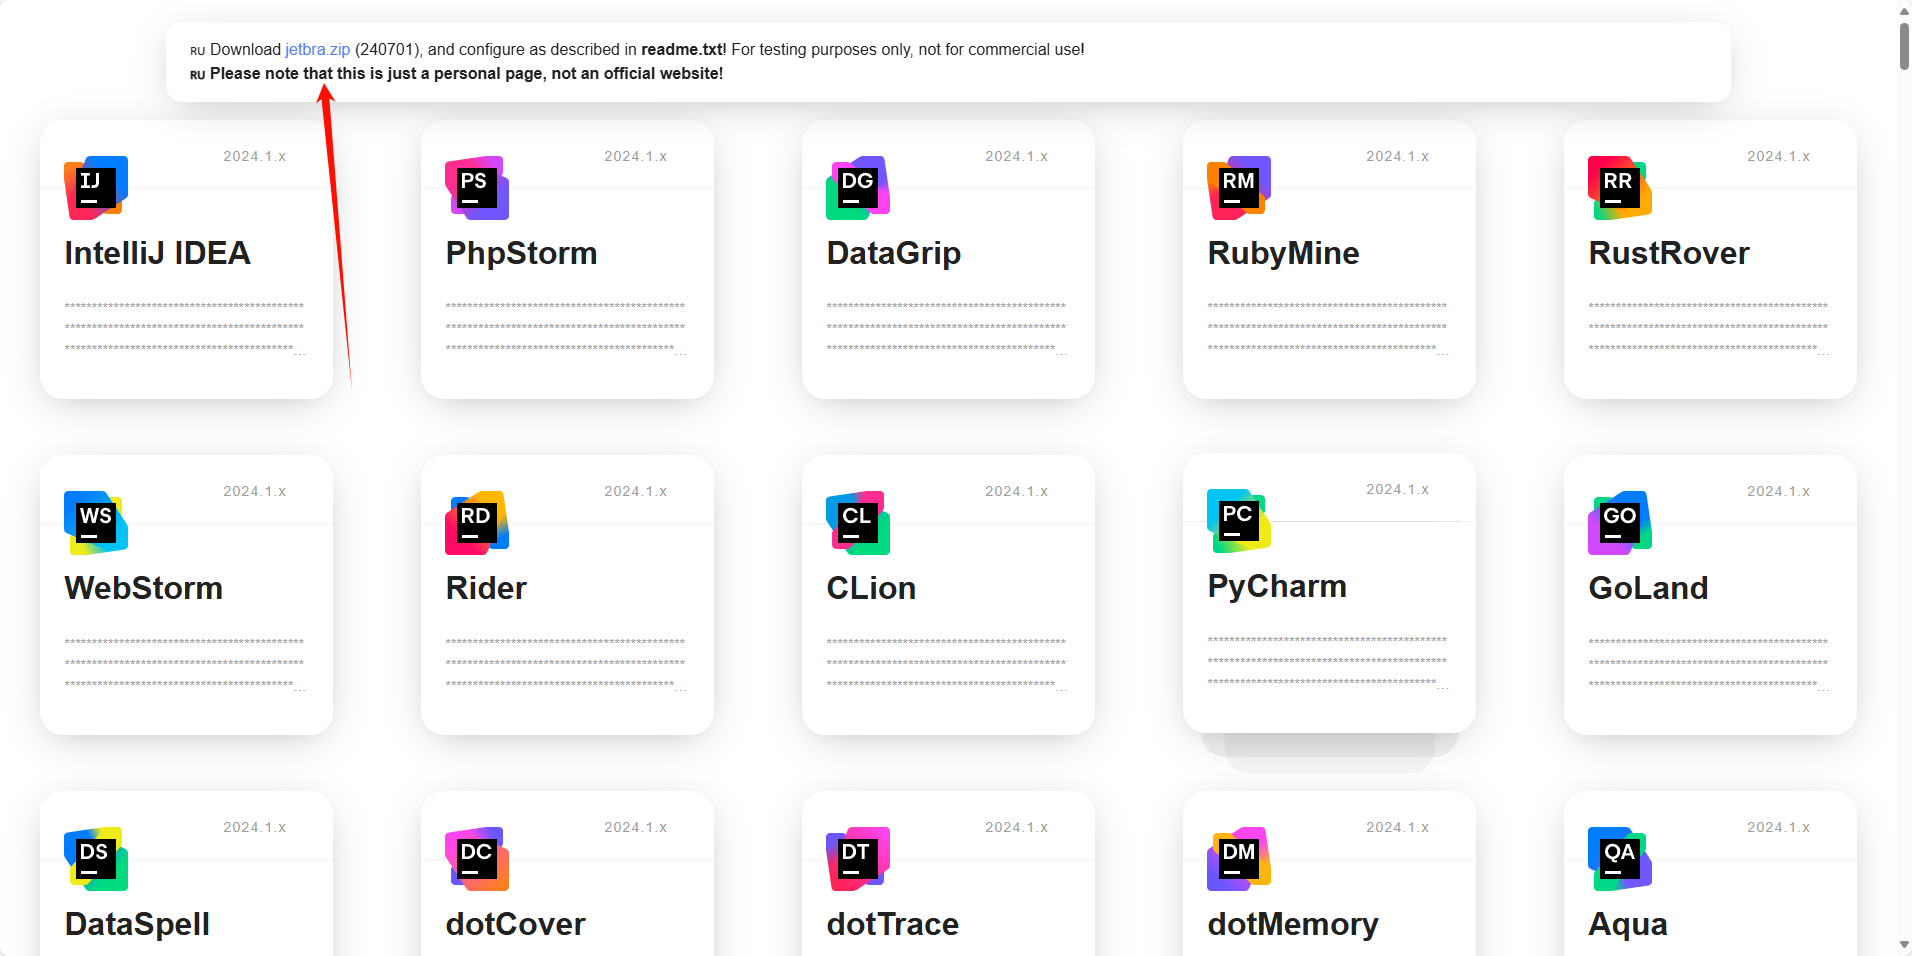 RU Download jetbra.zip (240701), and configure as described in readme.txt! For testing purposes only, not for commercial use!
RU Please note that this is just a personal page, not an official website!
IJ 2024.1.x
IntelliJ IDEA
*********************************************
*********************************************
*******************************************...
PS 2024.1.x
PhpStorm
*********************************************
*********************************************
*******************************************...
DG 2024.1.x
DataGrip
*********************************************
*********************************************
*******************************************...
RM 2024.1.x
RubyMine
*********************************************
*********************************************
*******************************************...
RR 2024.1.x
RustRover
*********************************************
*********************************************
*******************************************...
WS 2024.1.x
WebStorm
*********************************************
*********************************************
*******************************************...
RD 2024.1.x
Rider
*********************************************
*********************************************
*******************************************...
CL 2024.1.x
CLion
*********************************************
*********************************************
*******************************************...
PC 2024.1.x
PyCharm
*********************************************
*********************************************
*******************************************...
GO 2024.1.x
GoLand
*********************************************
*********************************************
*******************************************...
DS 2024.1.x
DataSpell
DC 2024.1.x
dotCover
DT 2024.1.x
dotTrace
DM 2024.1.x
dotMemory
QA 2024.1.x
Aqua